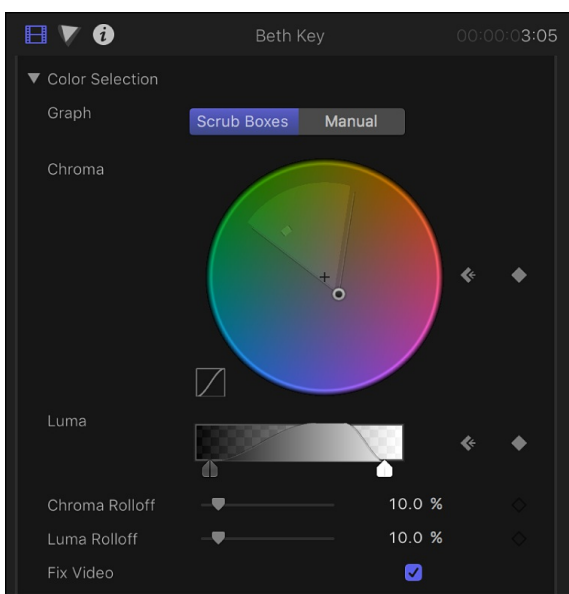 Beth Key 00:00:03:05
Color Selection
Graph Scrub Boxes Manual
Chroma
Luma
Chroma Rolloff 10.0 %
Luma Rolloff 10.0 %
Fix Video